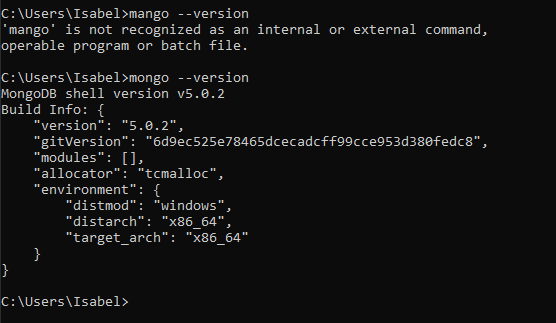 C:\Users\Isabel>mango --version
'mango' is not recognized as an internal or external command,
operable program or batch file.
C:\Users\Isabel>mongo --version
MongoDB shell version v5.0.2
Build Info: {
    "version": "5.0.2",
    "gitVersion": "6d9ec525e78465dcecadcff99cce953d380fedc8",
    "modules": [],
    "allocator": "tcmalloc",
    "environment": {
        "distmod": "windows",
        "distarch": "x86_64",
        "target_arch": "x86_64"
    }
}
C:\Users\Isabel>